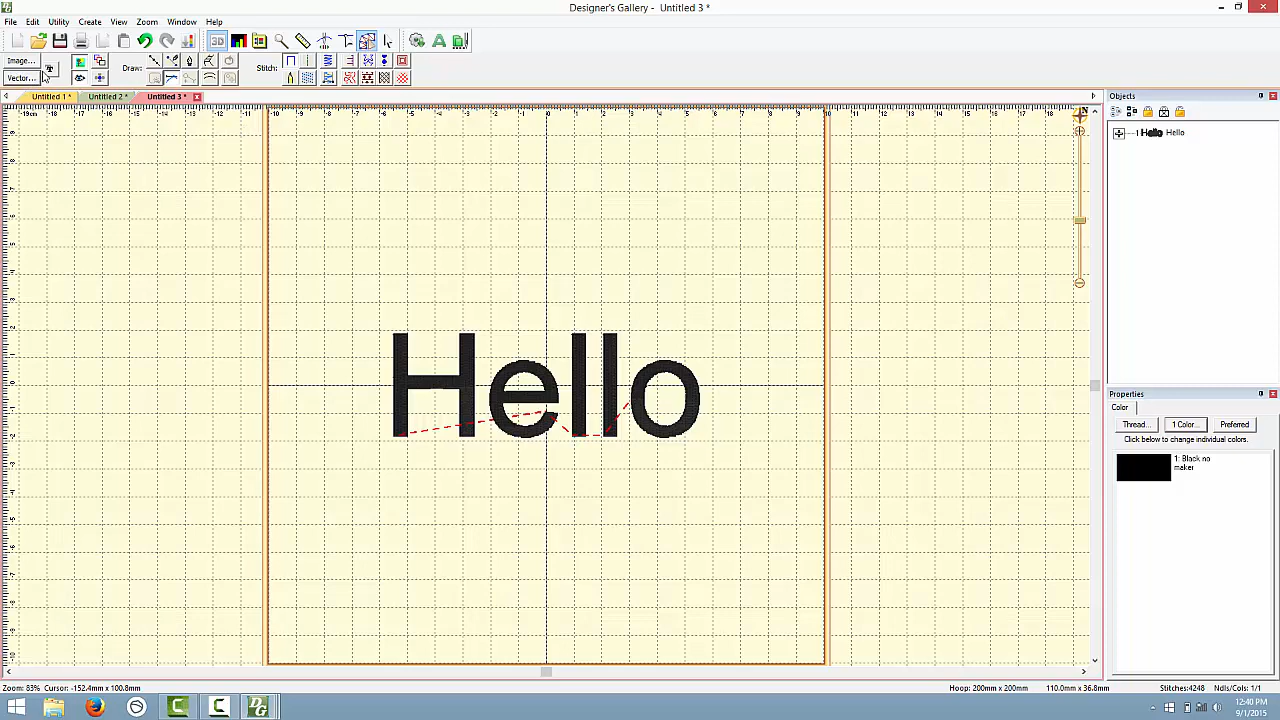 Designer's Gallery - Untitled 3 *
File Edit Utility Create View Zoom Window Help
3D
Image...
Vector...
Draw:
Stitch:
Untitled 1 *
Untitled 2 *
Untitled 3 *
Objects
1 Hello Hello
N
Hello
Properties
Color
Thread...
1 Color...
Preferred
Click below to change individual colors.
1: Black no
maker
Zoom: 83% Cursor: -152.4mm x 100.8mm
Hoop: 200mm x 200mm
110.0mm x 36.8mm
Stitches:4248
Ndls/Cols: 1/1
12:40 PM
9/1/2015